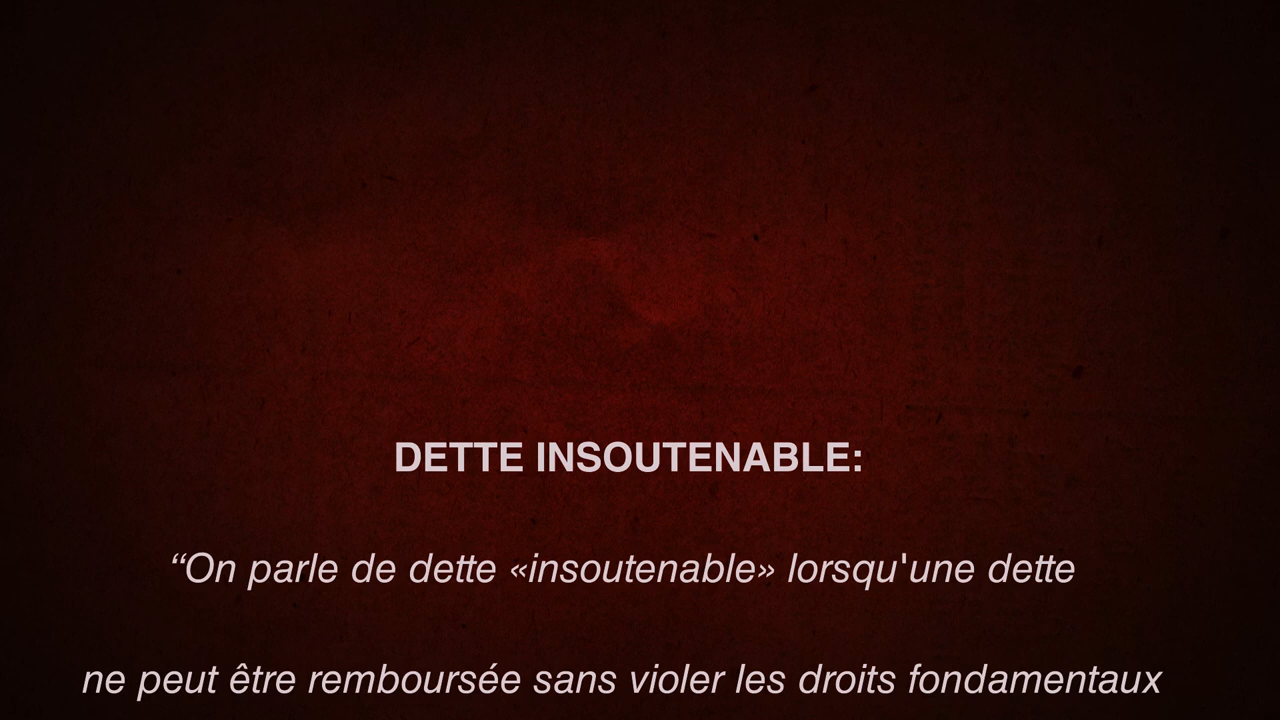 DETTE INSOUTENABLE:
“On parle de dette «insoutenable» lorsqu'une dette
ne peut être remboursée sans violer les droits fondamentaux